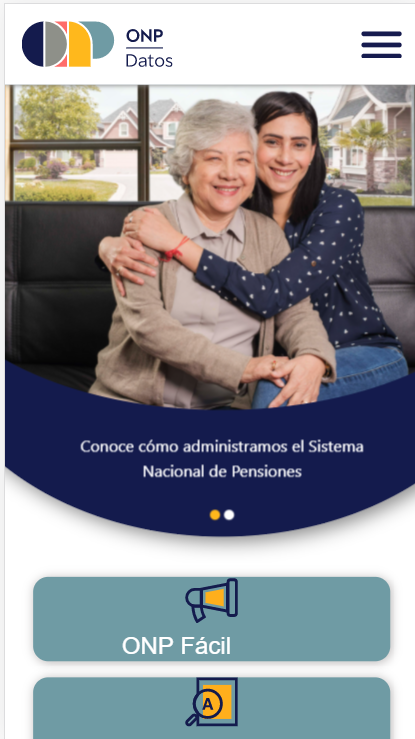 ONP
Datos
Conoce cómo administramos el Sistema
Nacional de Pensiones
ONP Fácil
A